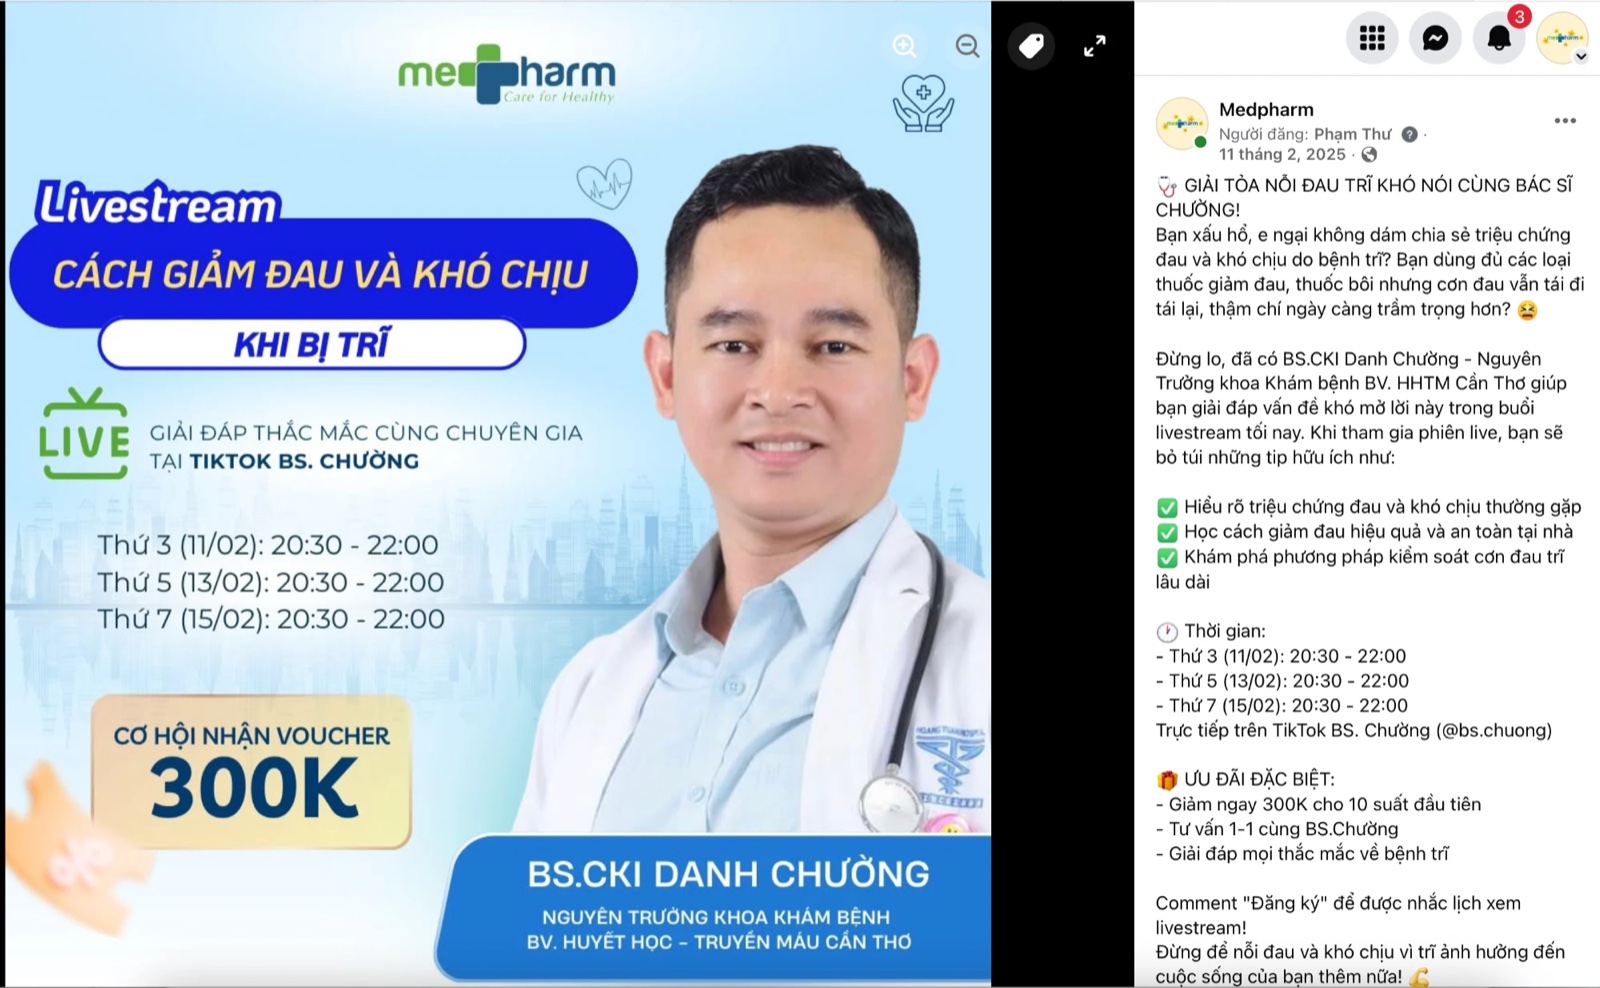 medpharm
Care for Healthy
Livestream
CÁCH GIẢM ĐAU VÀ KHÓ CHỊU
KHI BỊ TRĨ
LIVE
GIẢI ĐÁP THẮC MẮC CÙNG CHUYÊN GIA
TẠI TIKTOK BS. CHƯỜNG
Thứ 3 (11/02): 20:30 - 22:00
Thứ 5 (13/02): 20:30 - 22:00
Thứ 7 (15/02): 20:30 - 22:00
CƠ HỘI NHẬN VOUCHER
300K
%
BS.CKI DANH CHƯỜNG
NGUYÊN TRƯỞNG KHOA KHÁM BỆNH
BV. HUYẾT HỌC - TRUYỀN MÁU CẦN THƠ
3
Medpharm
Người đăng: Phạm Thư ·
11 tháng 2, 2025 ·
🩺 GIẢI TỎA NỖI ĐAU TRĨ KHÓ NÓI CÙNG BÁC SĨ
CHƯỜNG!
Bạn xấu hổ, e ngại không dám chia sẻ triệu chứng
đau và khó chịu do bệnh trĩ? Bạn dùng đủ các loại
thuốc giảm đau, thuốc bôi nhưng cơn đau vẫn tái đi
tái lại, thậm chí ngày càng trầm trọng hơn? 😫
Đừng lo, đã có BS.CKI Danh Chường - Nguyên
Trưởng khoa Khám bệnh BV. HHTM Cần Thơ giúp
bạn giải đáp vấn đề khó mờ lời này trong buổi
livestream tối nay. Khi tham gia phiên live, bạn sẽ
bỏ túi những tip hữu ích như:
✅ Hiểu rõ triệu chứng đau và khó chịu thường gặp
✅ Học cách giảm đau hiệu quả và an toàn tại nhà
✅ Khám phá phương pháp kiểm soát cơn đau trĩ
lâu dài
🕐 Thời gian:
- Thứ 3 (11/02): 20:30 - 22:00
- Thứ 5 (13/02): 20:30 - 22:00
- Thứ 7 (15/02): 20:30 - 22:00
Trực tiếp trên TikTok BS. Chường (@bs.chuong)
🎁 ƯU ĐÃI ĐẶC BIỆT:
- Giảm ngay 300K cho 10 suất đầu tiên
- Tư vấn 1-1 cùng BS.Chường
- Giải đáp mọi thắc mắc về bệnh trĩ
Comment "Đăng ký" để được nhắc lịch xem
livestream!
Đừng để nỗi đau và khó chịu vì trĩ ảnh hưởng đến
cuộc sống của bạn thêm nữa! 💪